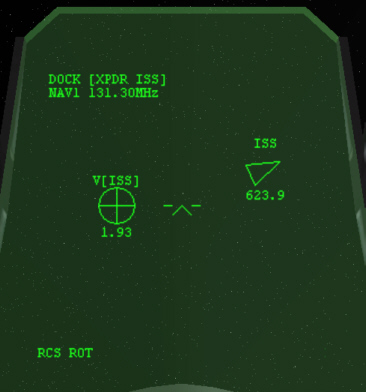 DOCK [XPDR ISS]
NAV1 131.30MHz
ISS
623.9
V[ISS]
1.93
RCS ROT